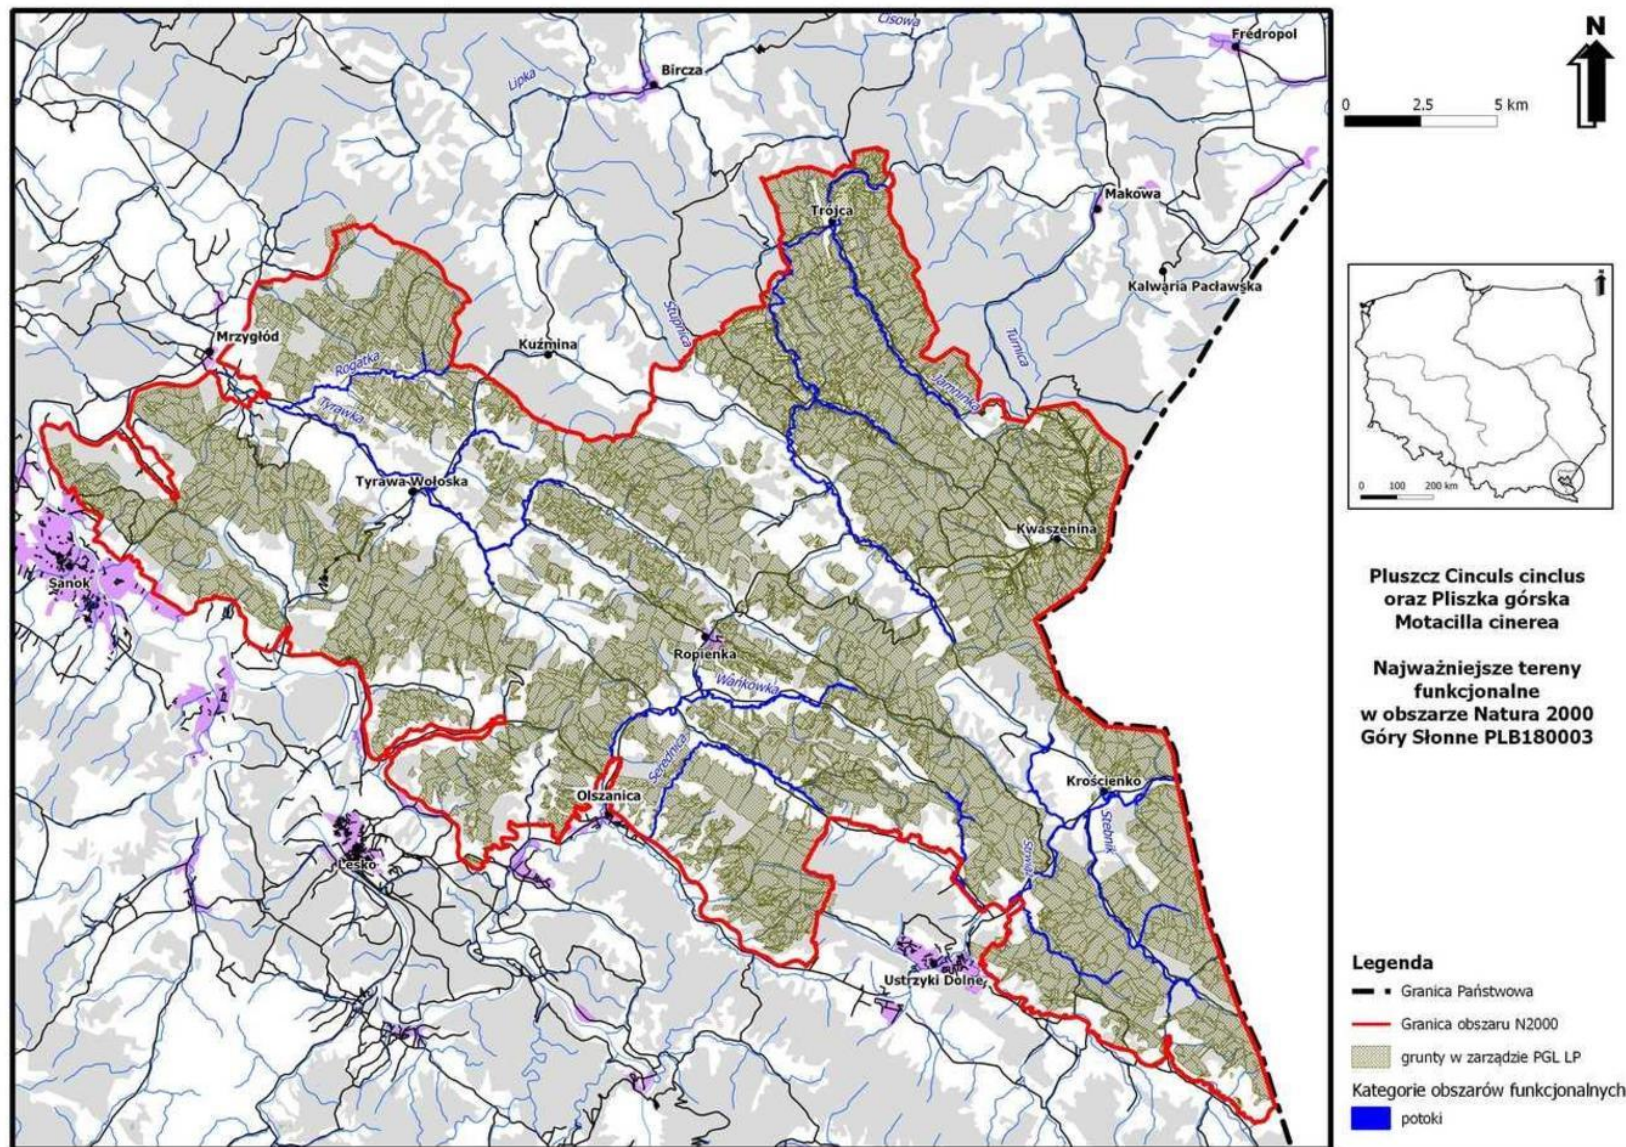 Cisowa
Fredropol
N
Bircza
Lipka
0 2.5 5 km
Makowa
Trójca
Kalwaria Pacławska
Stupnica
Turnica
Mrzygłód
Kuźmina
Rogatka
Jamninka
Tyrawka
Tyrawa Wołoska
0 100 200 km
Kwaszenina
Sanok
Pluszcz Cinculs cinclus
oraz Pliszka górska
Motacilla cinerea
Ropienka
Wańkówka
Najważniejsze tereny
funkcjonalne
w obszarze Natura 2000
Góry Słonne PLB180003
Serednica
Krościenko
Olszanica
Stebnik
Lesko
Strwiąż
Ustrzyki Dolne
Legenda
Granica Państwowa
Granica obszaru N2000
grunty w zarządzie PGL LP
Kategorie obszarów funkcjonalnych
potoki